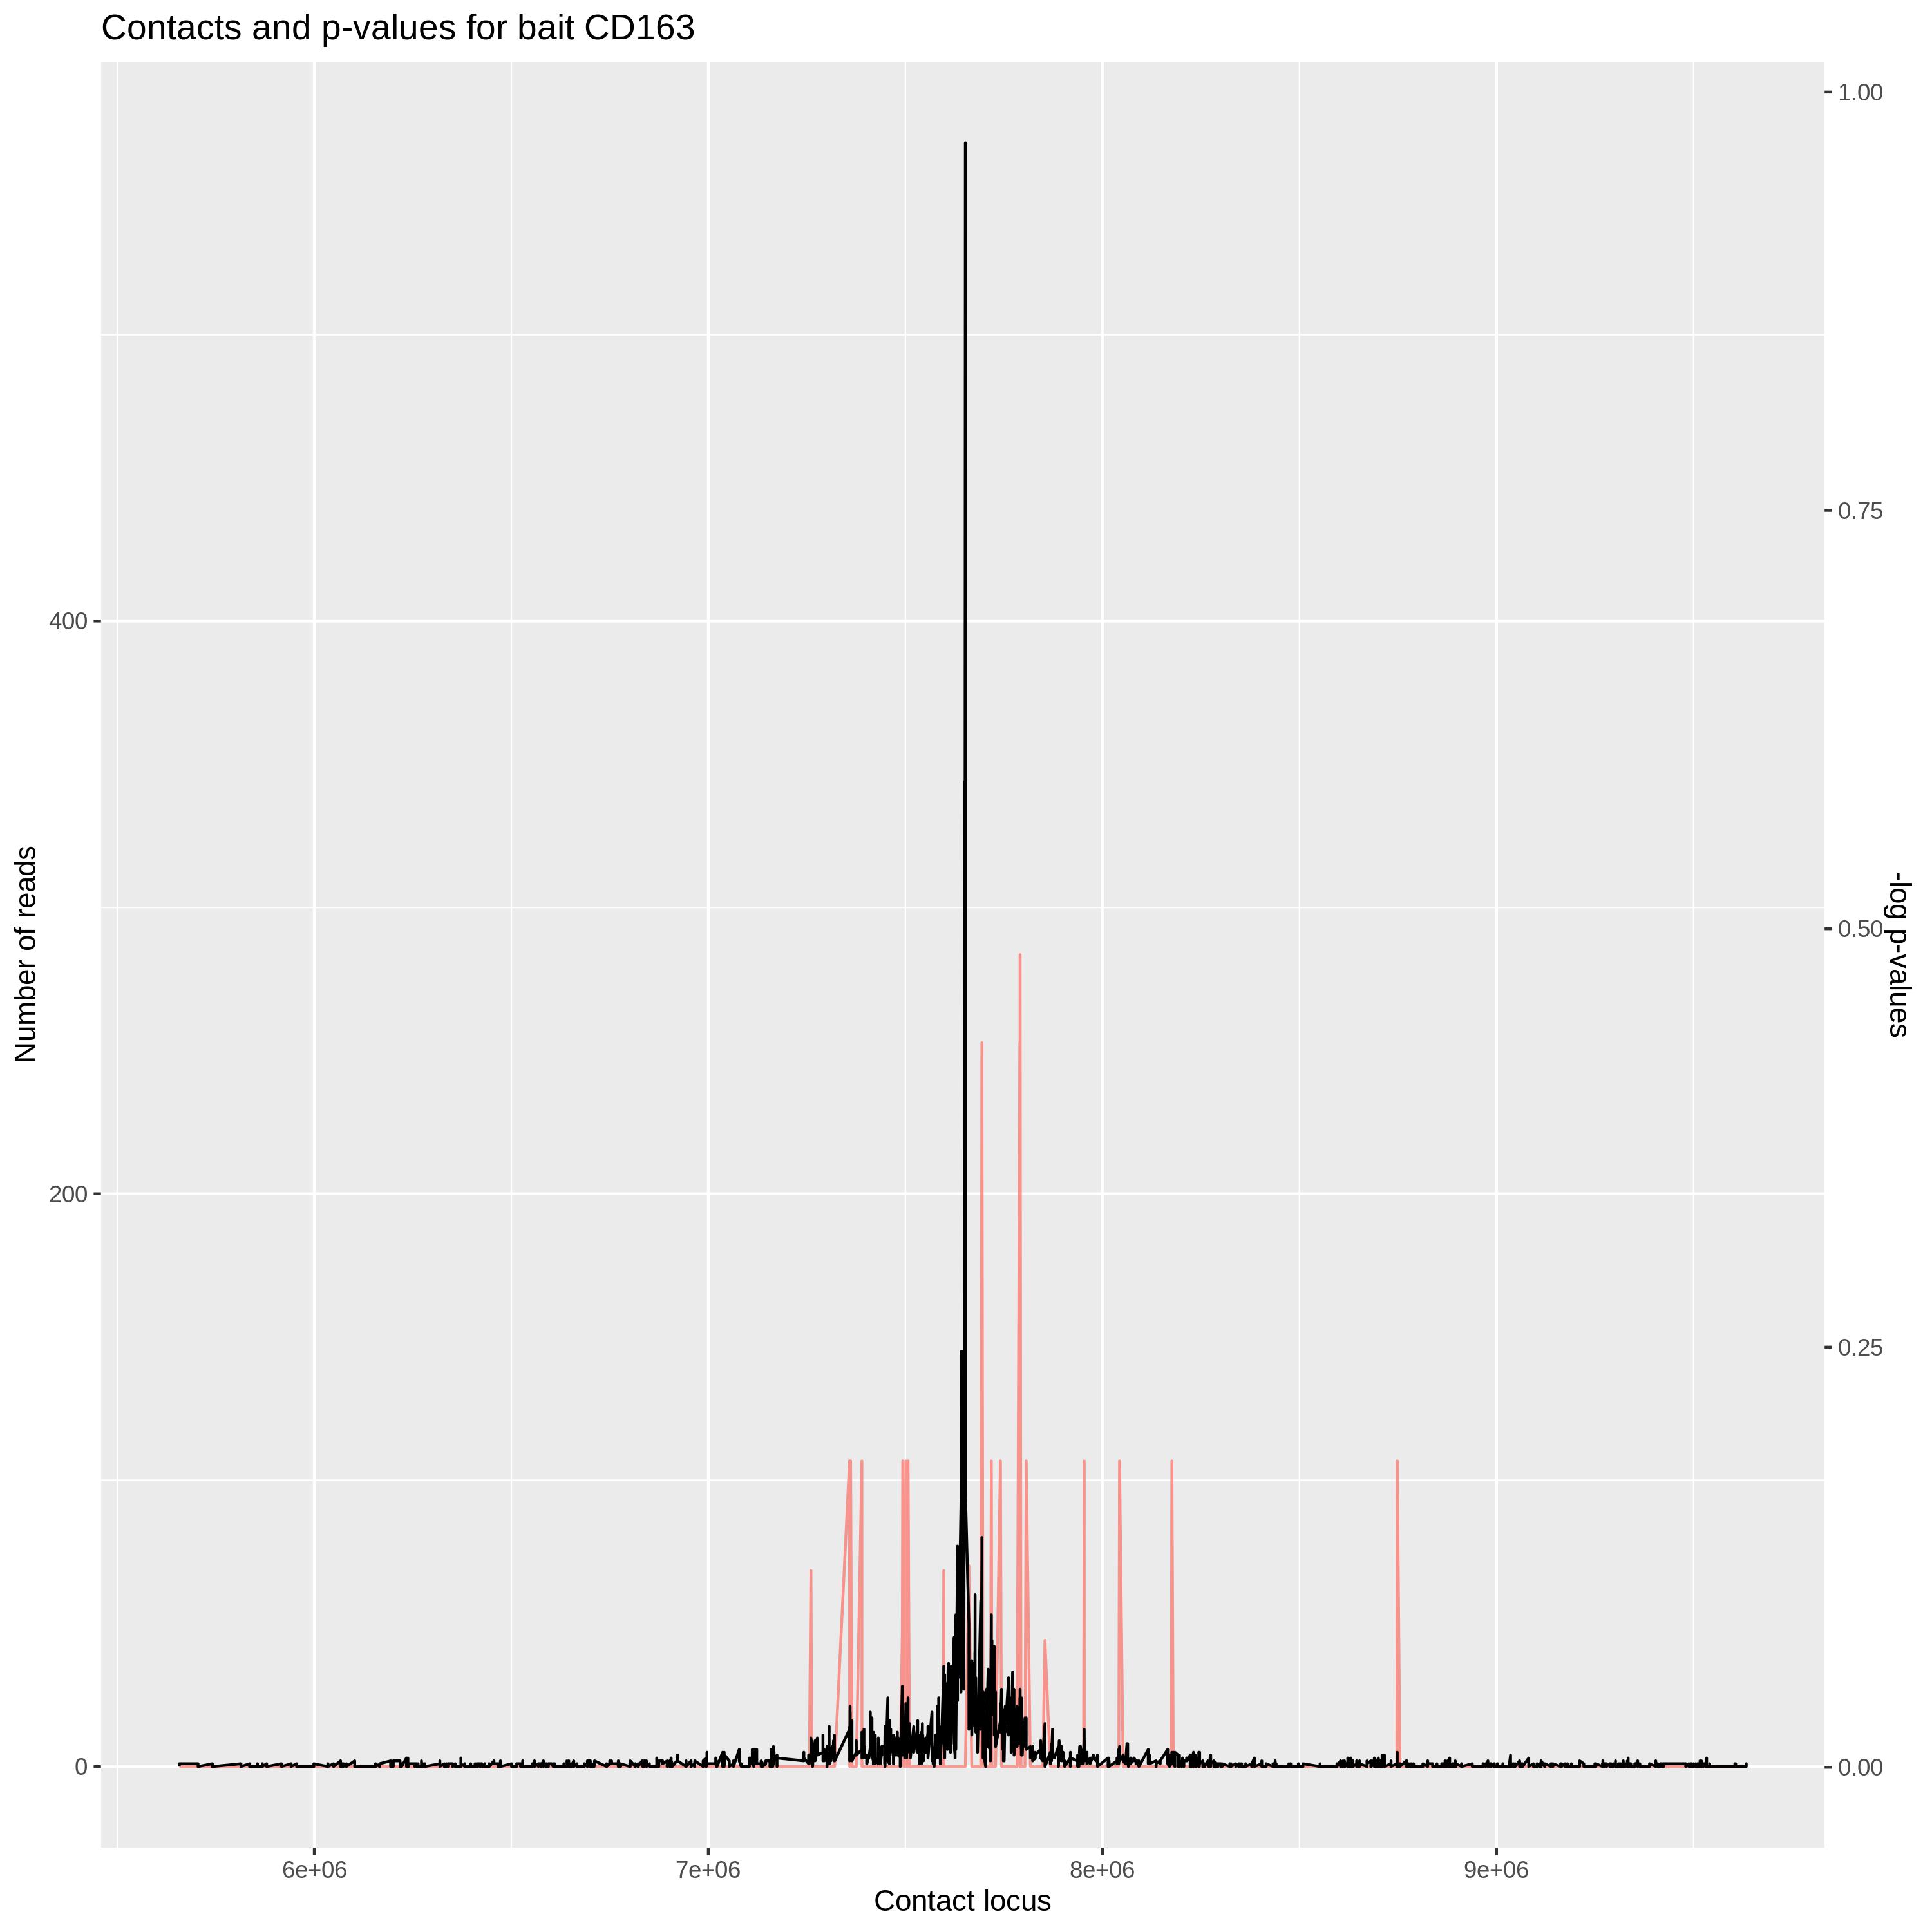 Contacts and p-values for bait CD163
1.00
0.75
400
0.50
Number of reads
-log p-values
200
0.25
0
0.00
6e+06
7e+06
8e+06
9e+06
Contact locus